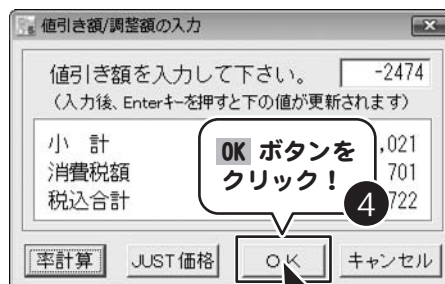 値引き額/調整額の入力
値引き額を入力して下さい。 -2474
(入力後、Enterキーを押すと下の値が更新されます)
小 計 ,021
消費税額 701
税込合計 722
OK ボタンを
クリック!
4
率計算 JUST価格 OK キャンセル